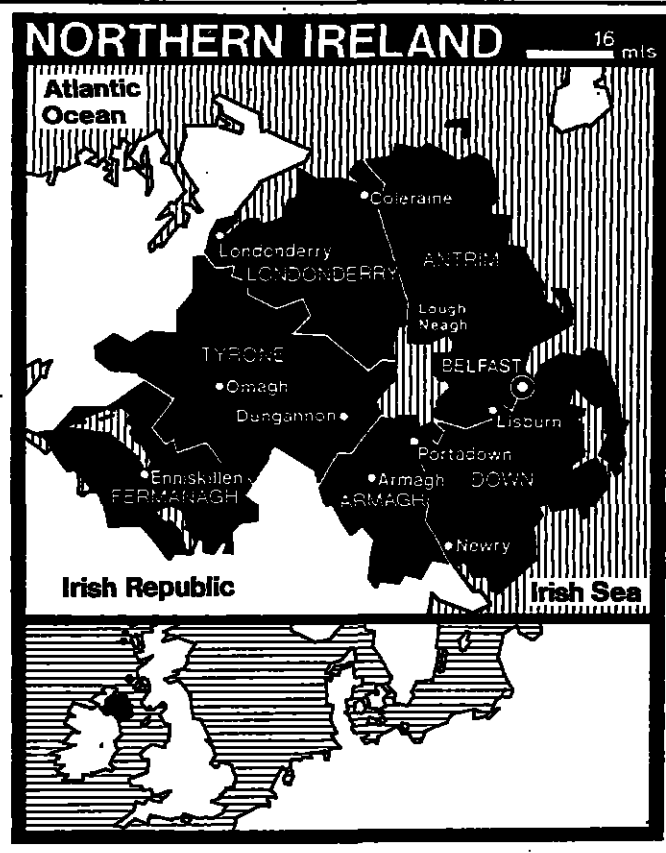 NORTHERN IRELAND
16
mls
Atlantic
Ocean
Coleraine
Londonderry
LONDONDERRY
ANTRIM
Lough
Neagh
TYRONE
BELFAST
Omagh
Dungannon
Lisburn
Portadown
Enniskillen
Armagh
DOWN
FERMANAGH
ARMAGH
Newry
Irish Republic
Irish Sea